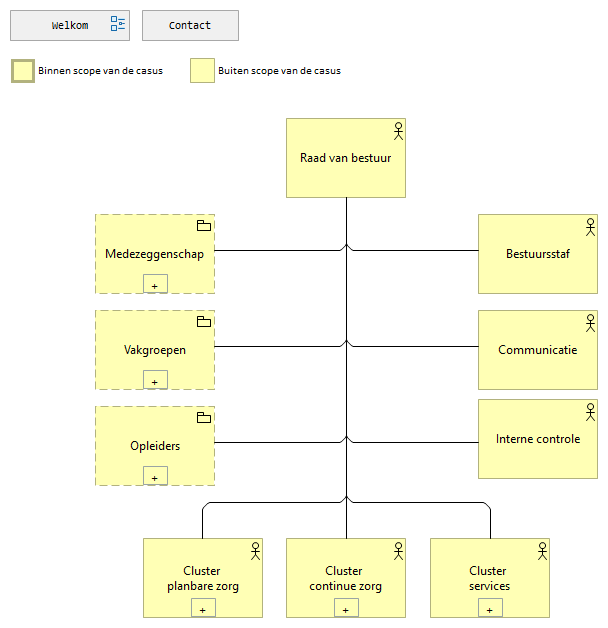 Welkom
Contact
Binnen scope van de casus
Buiten scope van de casus
Raad van bestuur
Medezeggenschap
+
Bestuursstaf
Vakgroepen
+
Communicatie
Opleiders
+
Interne controle
Cluster
planbare zorg
+
Cluster
continue zorg
+
Cluster
services
+